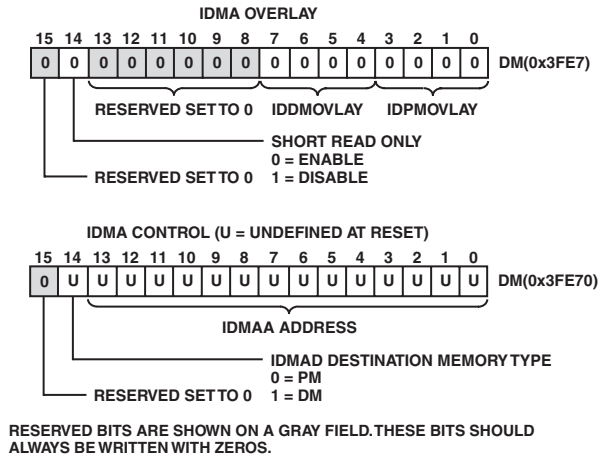 IDMA OVERLAY
15 14 13 12 11 10 9 8 7 6 5 4 3 2 1 0
0 0 0 0 0 0 0 0 0 0 0 0 0 0 0 0 DM(0x3FE7)
RESERVED SET TO 0 IDDMOVLAY IDPMOVLAY
SHORT READ ONLY
0 = ENABLE
RESERVED SET TO 0 1 = DISABLE
IDMA CONTROL (U = UNDEFINED AT RESET)
15 14 13 12 11 10 9 8 7 6 5 4 3 2 1 0
0 U U U U U U U U U U U U U U U DM(0x3FE70)
IDMAA ADDRESS
IDMAD DESTINATION MEMORY TYPE
0 = PM
RESERVED SET TO 0 1 = DM
RESERVED BITS ARE SHOWN ON A GRAY FIELD. THESE BITS SHOULD
ALWAYS BE WRITTEN WITH ZEROS.